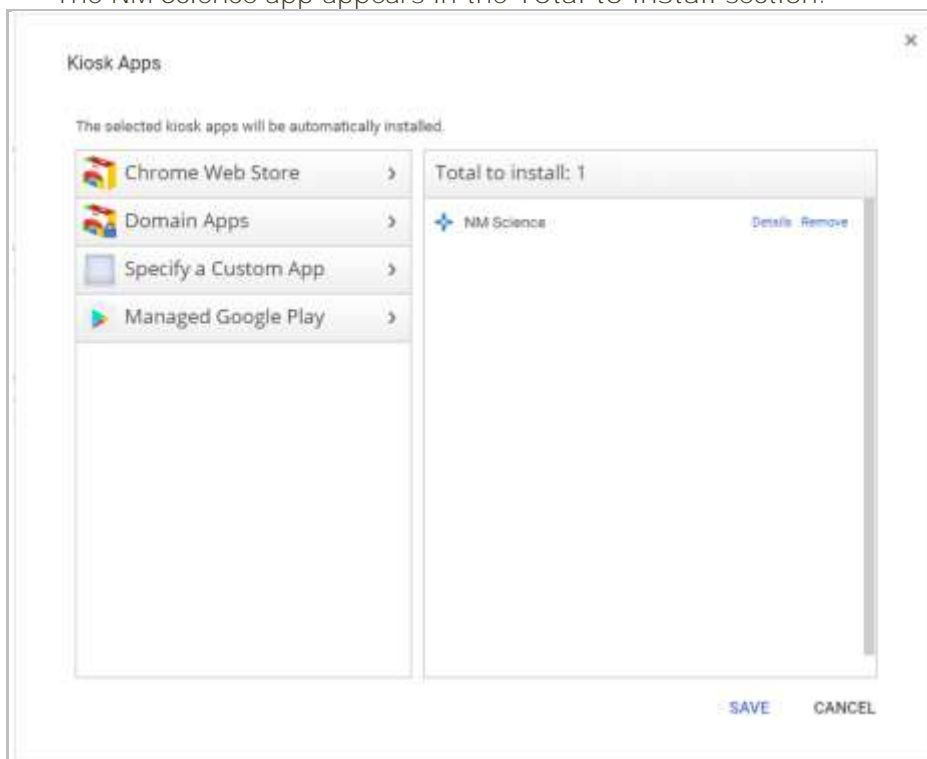 The NM Science app appears in the Total to Install section.
×
Kiosk Apps
The selected kiosk apps will be automatically installed.
Chrome Web Store >
Domain Apps >
Specify a Custom App >
Managed Google Play >
Total to install: 1
NM Science Details Remove
SAVE CANCEL